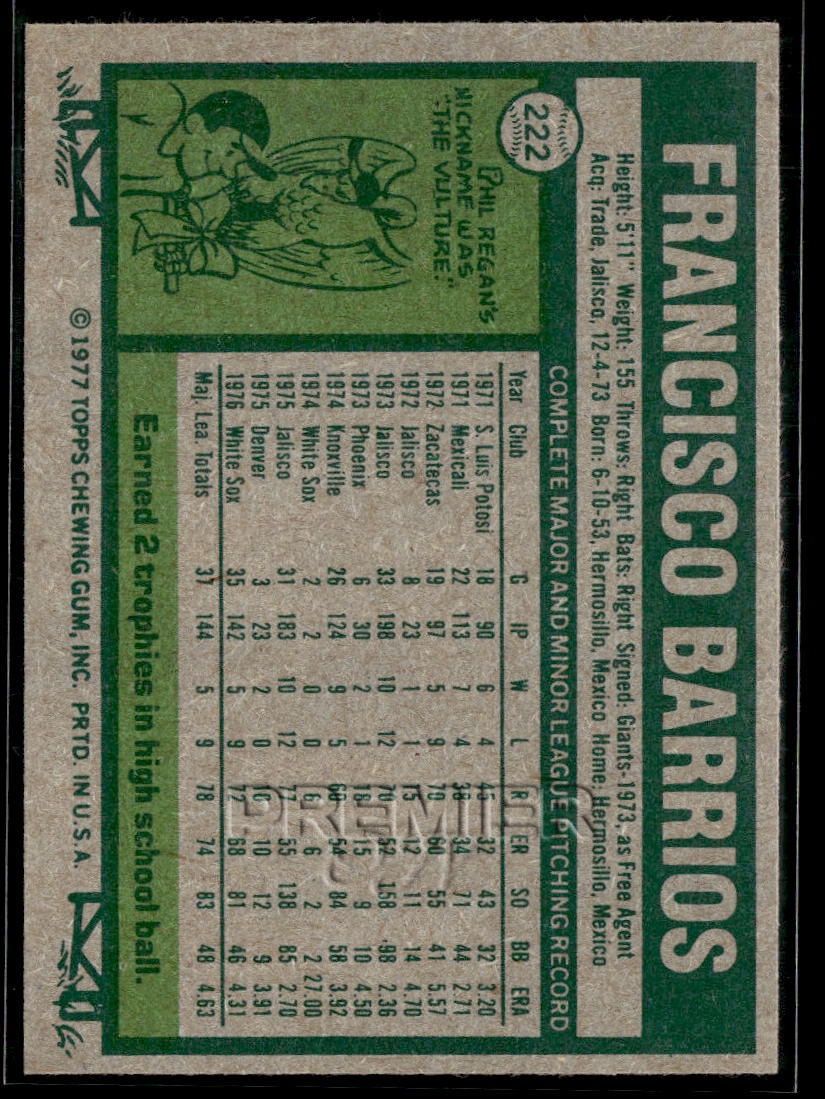 FRANCISCO BARRIOS
222
Height: 5'11" Weight: 155 Throws: Right Bats: Right Signed: Giants-1973, as Free Agent
Acq: Trade, Jalisco, 12-4-73 Born: 6-10-53, Hermosillo, Mexico Home: Hermosillo, Mexico
PHIL REGAN'S
NICKNAME WAS
"THE VULTURE."
COMPLETE MAJOR AND MINOR LEAGUE PITCHING RECORD
Year Club G IP W L R ER SO BB ERA
1971 S. Luis Potosi 18 90 6 4 45 32 43 32 3.20
1971 Mexicali 22 113 7 4 38 34 71 44 2.71
1972 Zacatecas 19 97 5 9 70 60 55 41 5.57
1972 Jalisco 8 23 1 1 15 12 11 14 4.70
1973 Jalisco 33 198 10 12 70 52 158 98 2.36
1973 Phoenix 6 30 2 1 18 15 9 10 4.50
1974 Knoxville 26 124 9 5 60 54 84 58 3.92
1974 White Sox 2 2 0 0 6 6 2 2 27.00
1975 Jalisco 31 183 10 12 77 55 138 85 2.70
1975 Denver 3 23 2 0 10 10 12 9 3.91
1976 White Sox 35 142 5 9 72 68 81 46 4.31
Maj. Lea. Totals 37 144 5 9 78 74 83 48 4.63
Earned 2 trophies in high school ball.
© 1977 TOPPS CHEWING GUM, INC. PRTD. IN U.S.A.
PREMIER